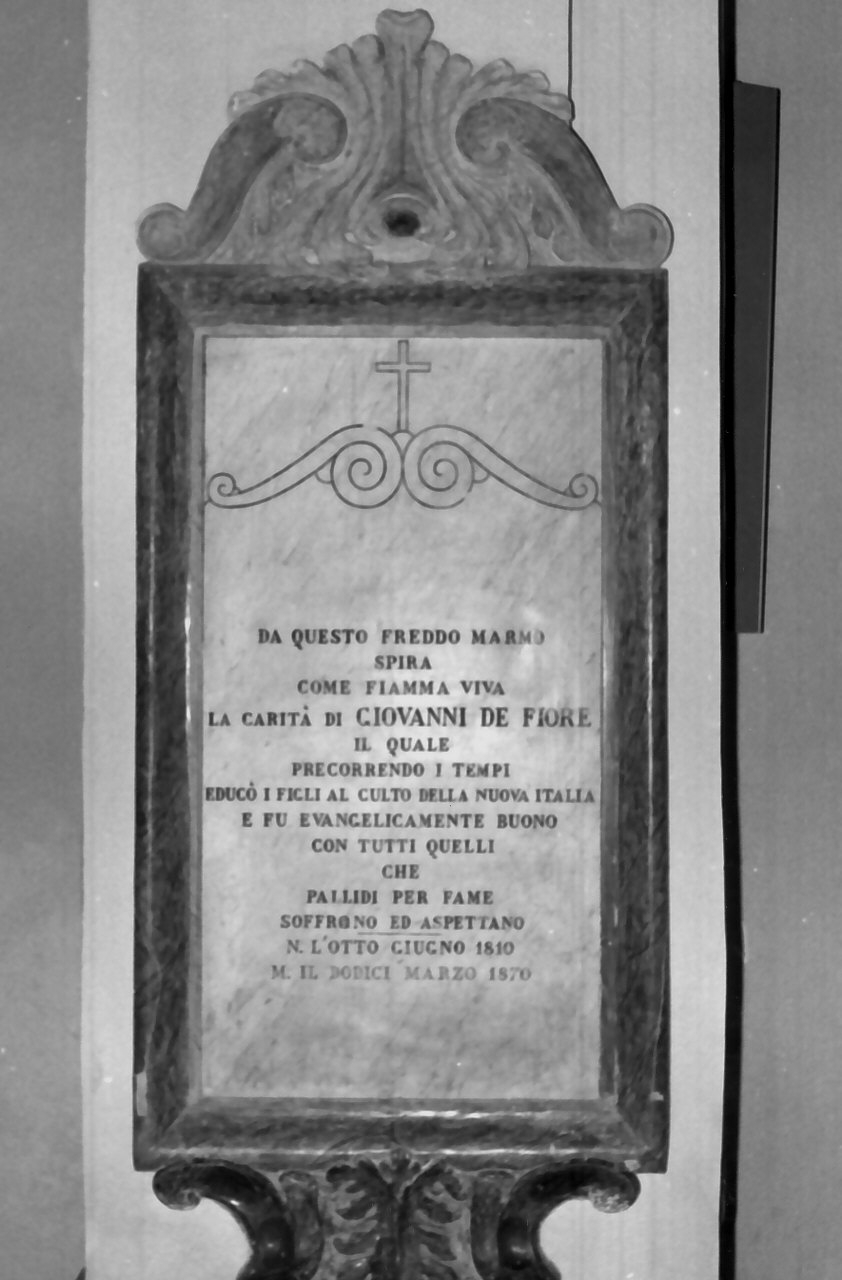 DA QUESTO FREDDO MARMO
SPIRA
COME FIAMMA VIVA
LA CARITÀ DI GIOVANNI DE FIORE
IL QUALE
PRECORRENDO I TEMPI
EDUCÒ I FIGLI AL CULTO DELLA NUOVA ITALIA
E FU EVANGELICAMENTE BUONO
CON TUTTI QUELLI
CHE
PALLIDI PER FAME
SOFFRONO ED ASPETTANO
N. L'OTTO GIUGNO 1810
M. IL DODICI MARZO 1870